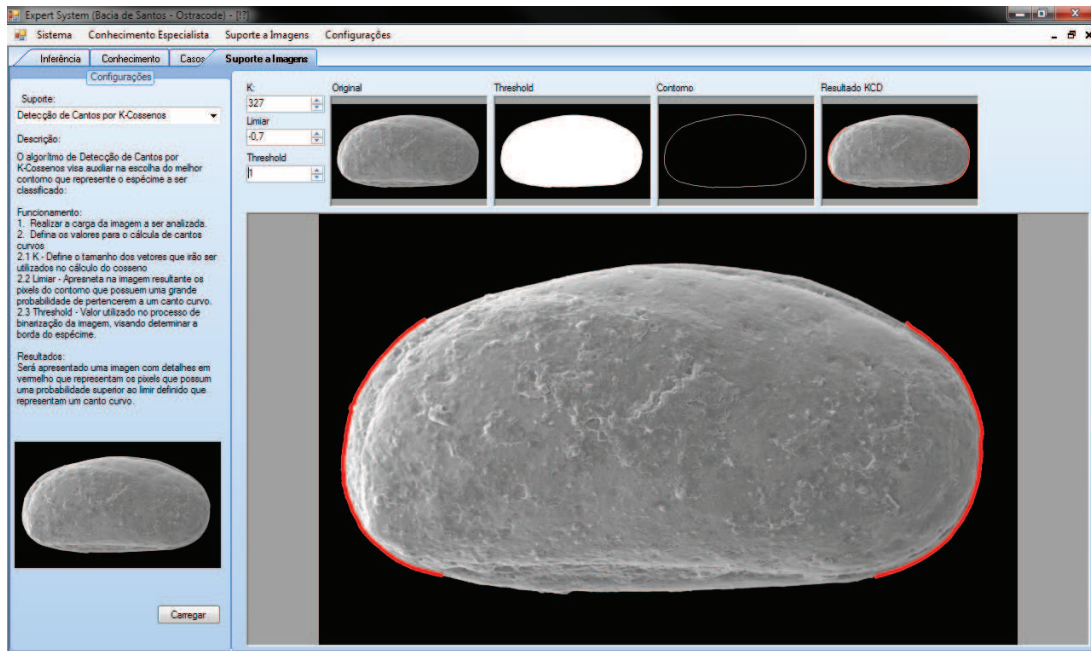 Expert System (Bacia de Santos - Ostracode) - [!?]
Sistema Conhecimento Especialista Suporte a Imagens Configurações
Inferência Conhecimento Casos Suporte a Imagens
Configurações
Suporte:
Detecção de Cantos por K-Cossenos
Descrição:
O algorítmo de Detecção de Cantos por
K-Cossenos visa auxiliar na escolha do melhor
contorno que represente o espécime a ser
classificado:
Funcionamento:
1. Realizar a carga da imagem a ser analizada.
2. Defina os valores para o cálcula de cantos
curvos
2.1 K - Define o tamanho dos vetores que irão ser
utilizados no cálculo do cosseno
2.2 Limiar - Apresneta na imagem resultante os
pixels do contorno que possuem uma grande
probabilidade de pertencerem a um canto curvo.
2.3 Threshold - Valor utilizado no processo de
binarização da imagem, visando determinar a
borda do espécime.
Resultados:
Será apresentado uma imagen com detalhes em
vermelho que representam os pixels que possum
uma probabilidade superior ao limir definido que
representam um canto curvo.
Carregar
K:
327
Limiar
-0,7
Threshold
1
Original Threshold Contorno Resultado KCD